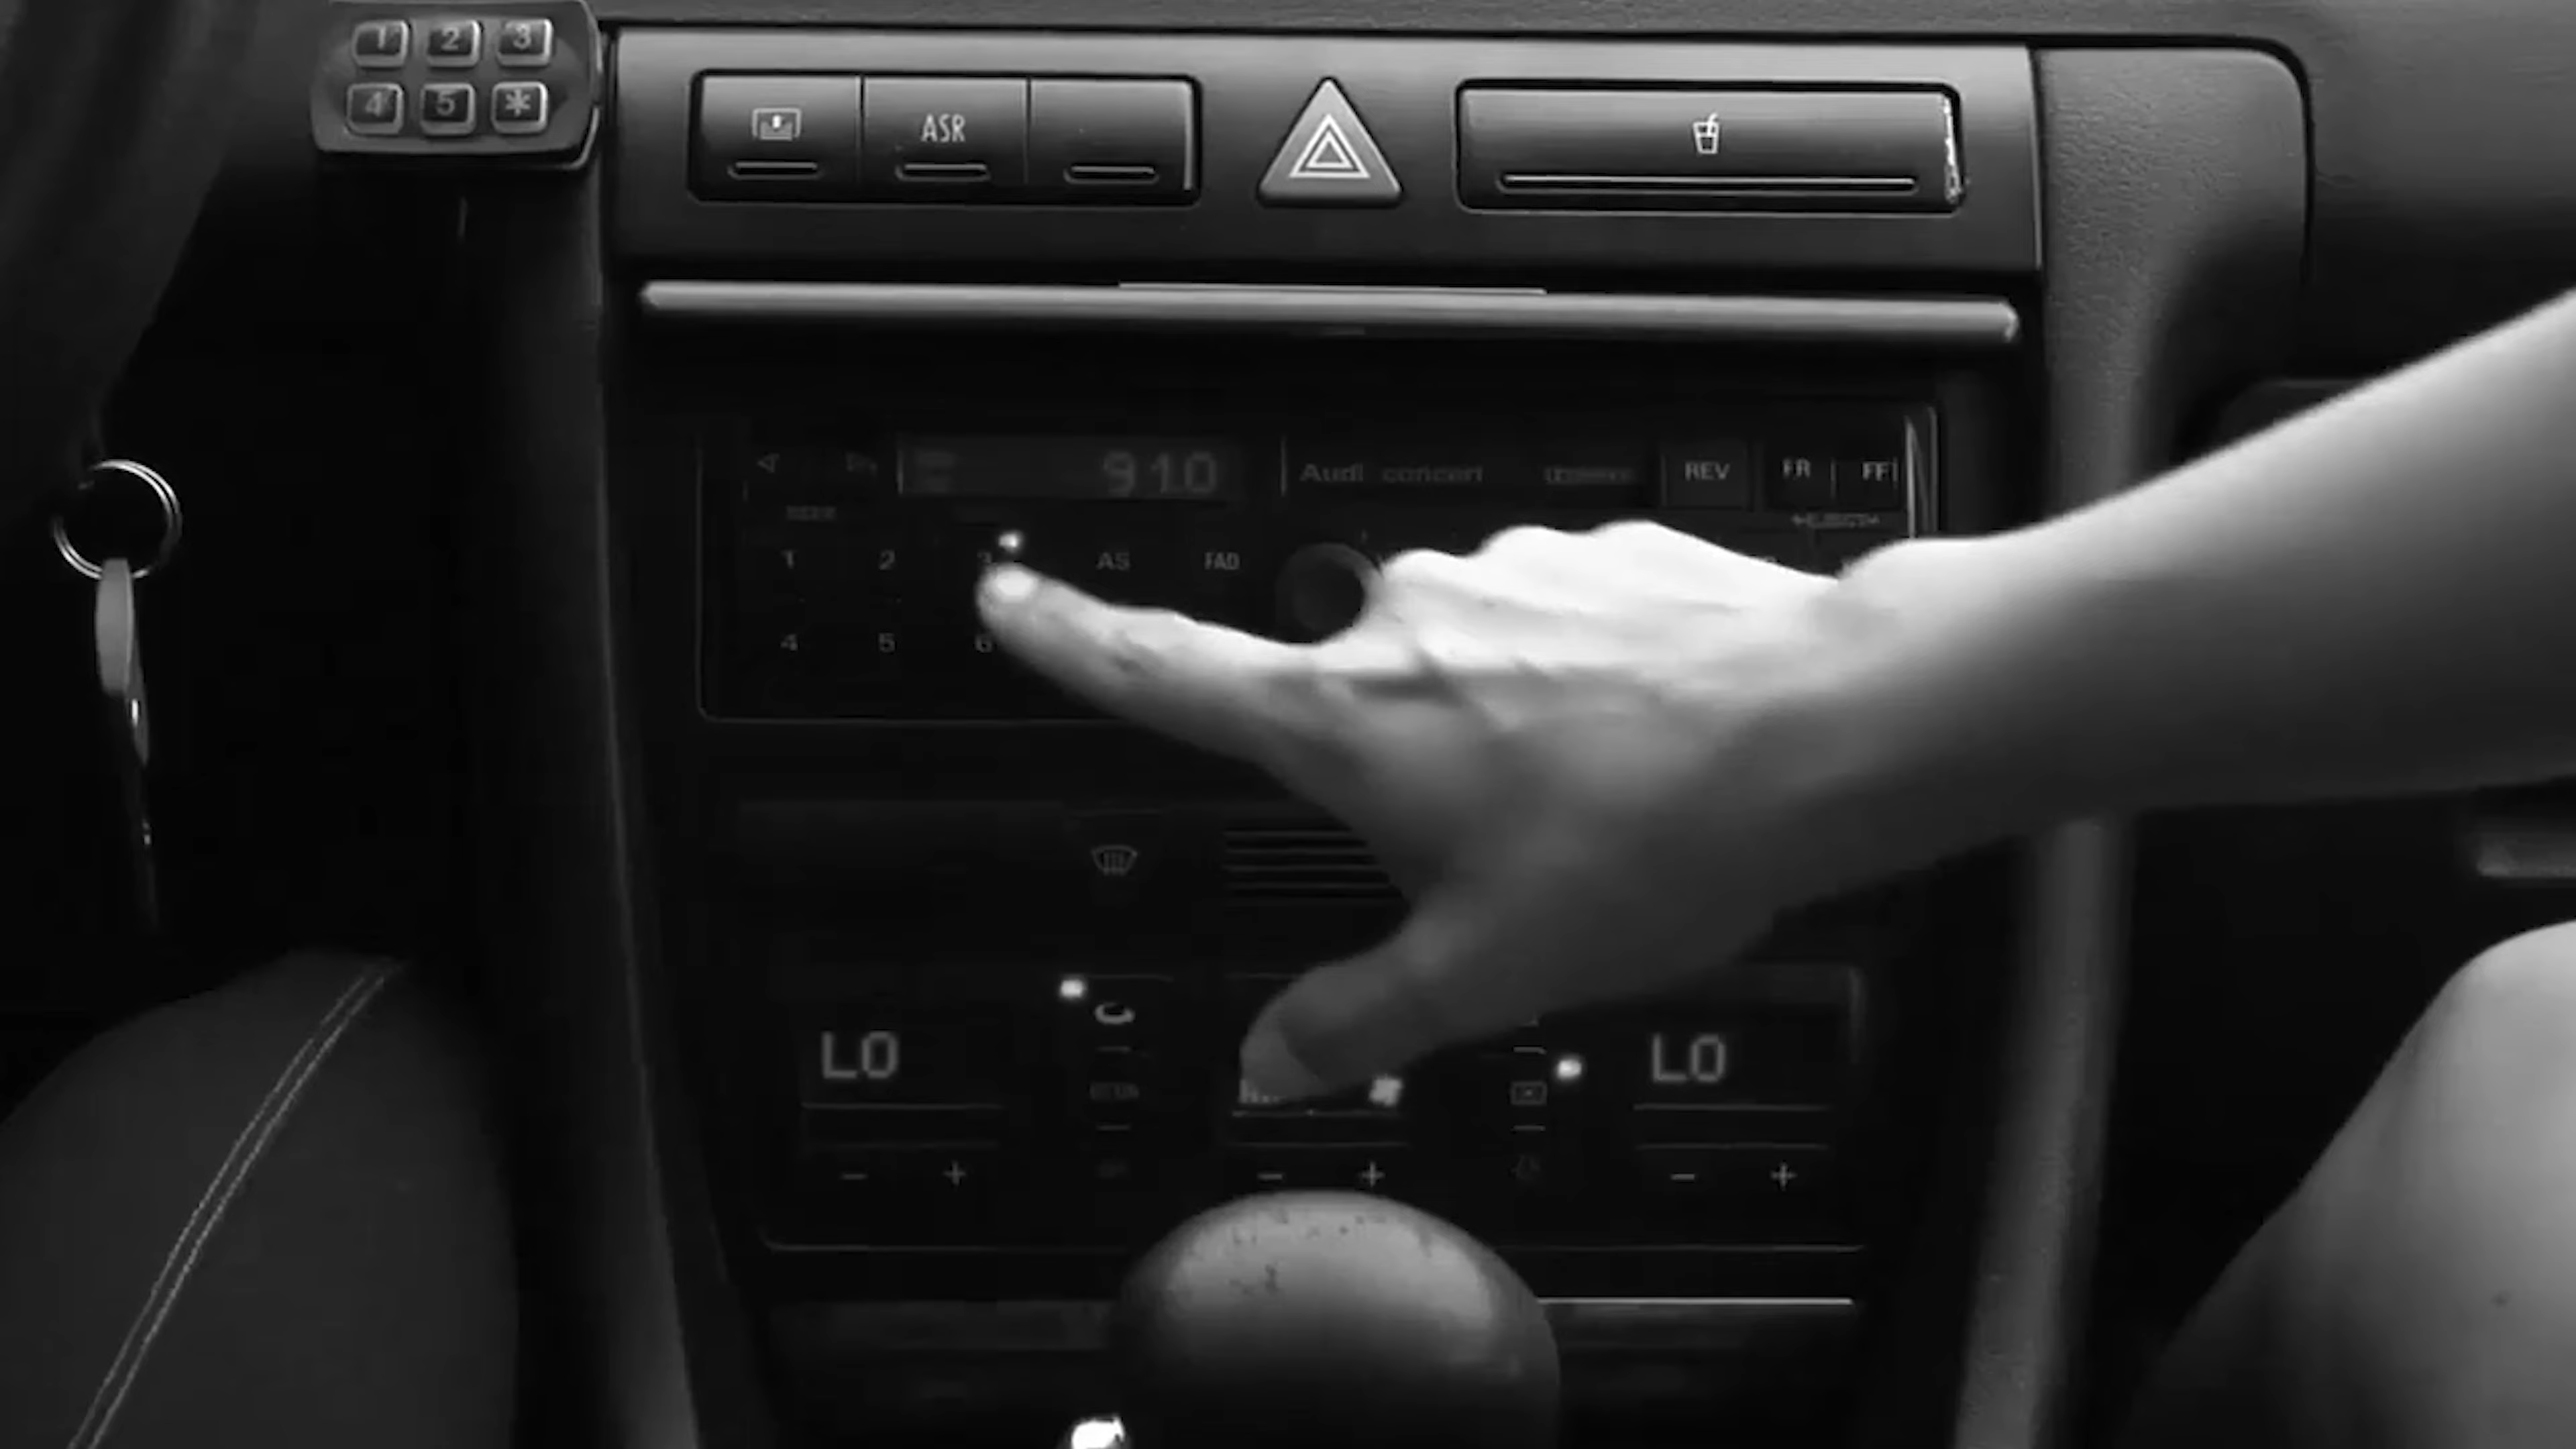 1 2 3
4 5 *
ASR
910
Audi concert
REV
FR
FF
1 2 3 AS FAD
4 5 6
LO
LO
- +
- +
- +